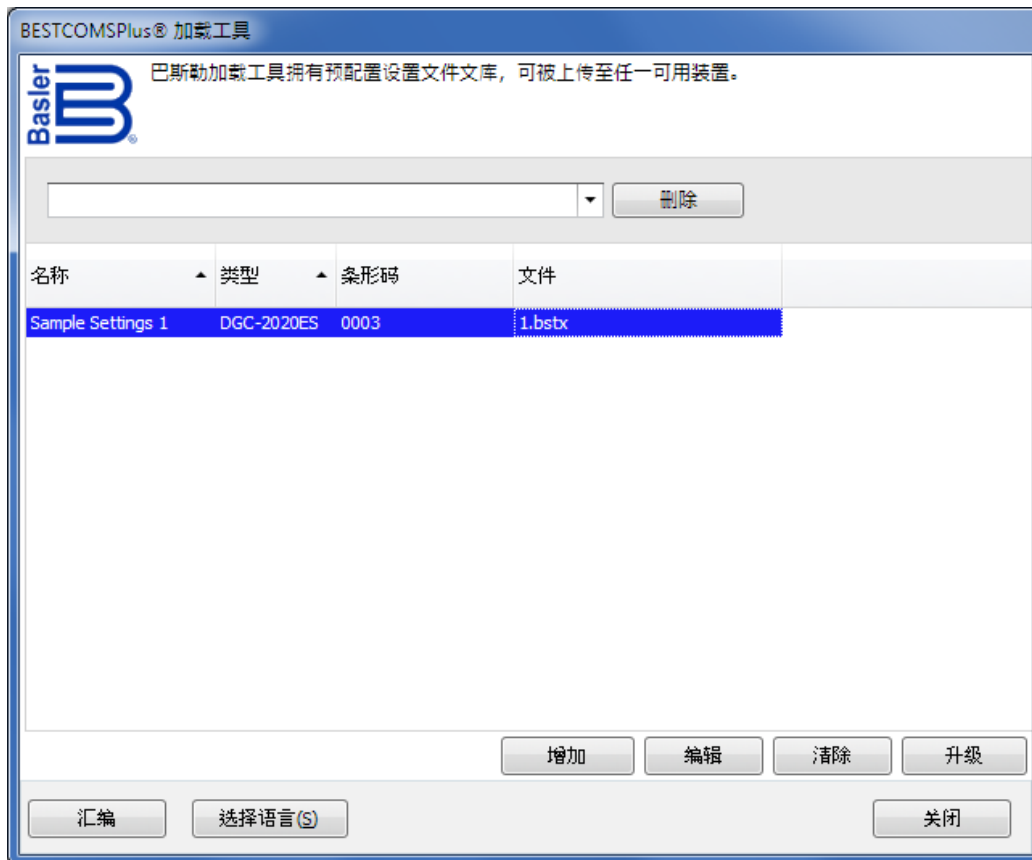 BESTCOMSPlus® 加载工具
Basler
巴斯勒加载工具拥有预配置设置文件文库，可被上传至任一可用装置。
删除
名称 类型 条形码 文件
Sample Settings 1 DGC-2020ES 0003 1.bstx
增加 编辑 清除 升级
汇编 选择语言(S) 关闭